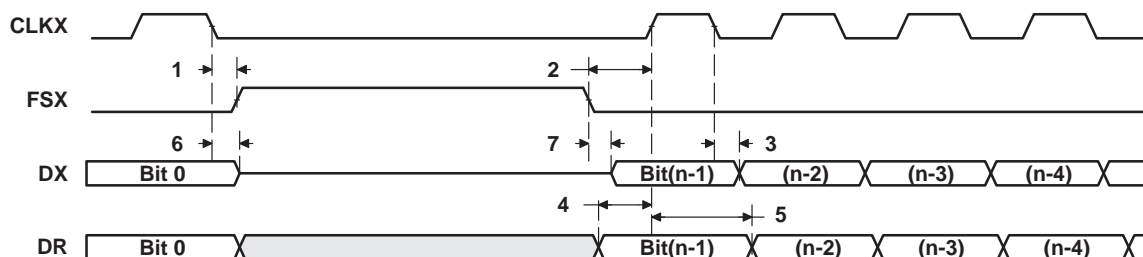 CLKX
1 2
FSX
6 7 3
DX Bit 0 Bit(n-1) (n-2) (n-3) (n-4)
4 5
DR Bit 0 Bit(n-1) (n-2) (n-3) (n-4)